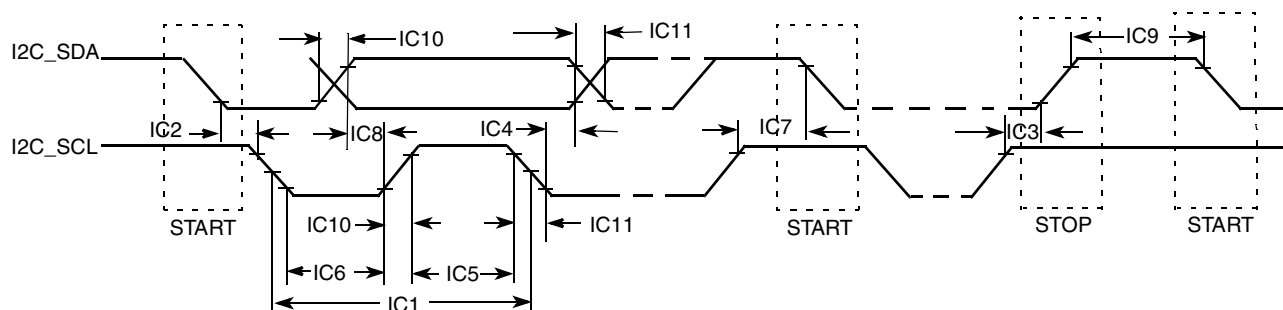 IC10
IC11
IC9
I2C_SDA
IC2
IC8
IC4
IC7
IC3
I2C_SCL
START
IC10
IC11
START
STOP
START
IC6
IC5
IC1